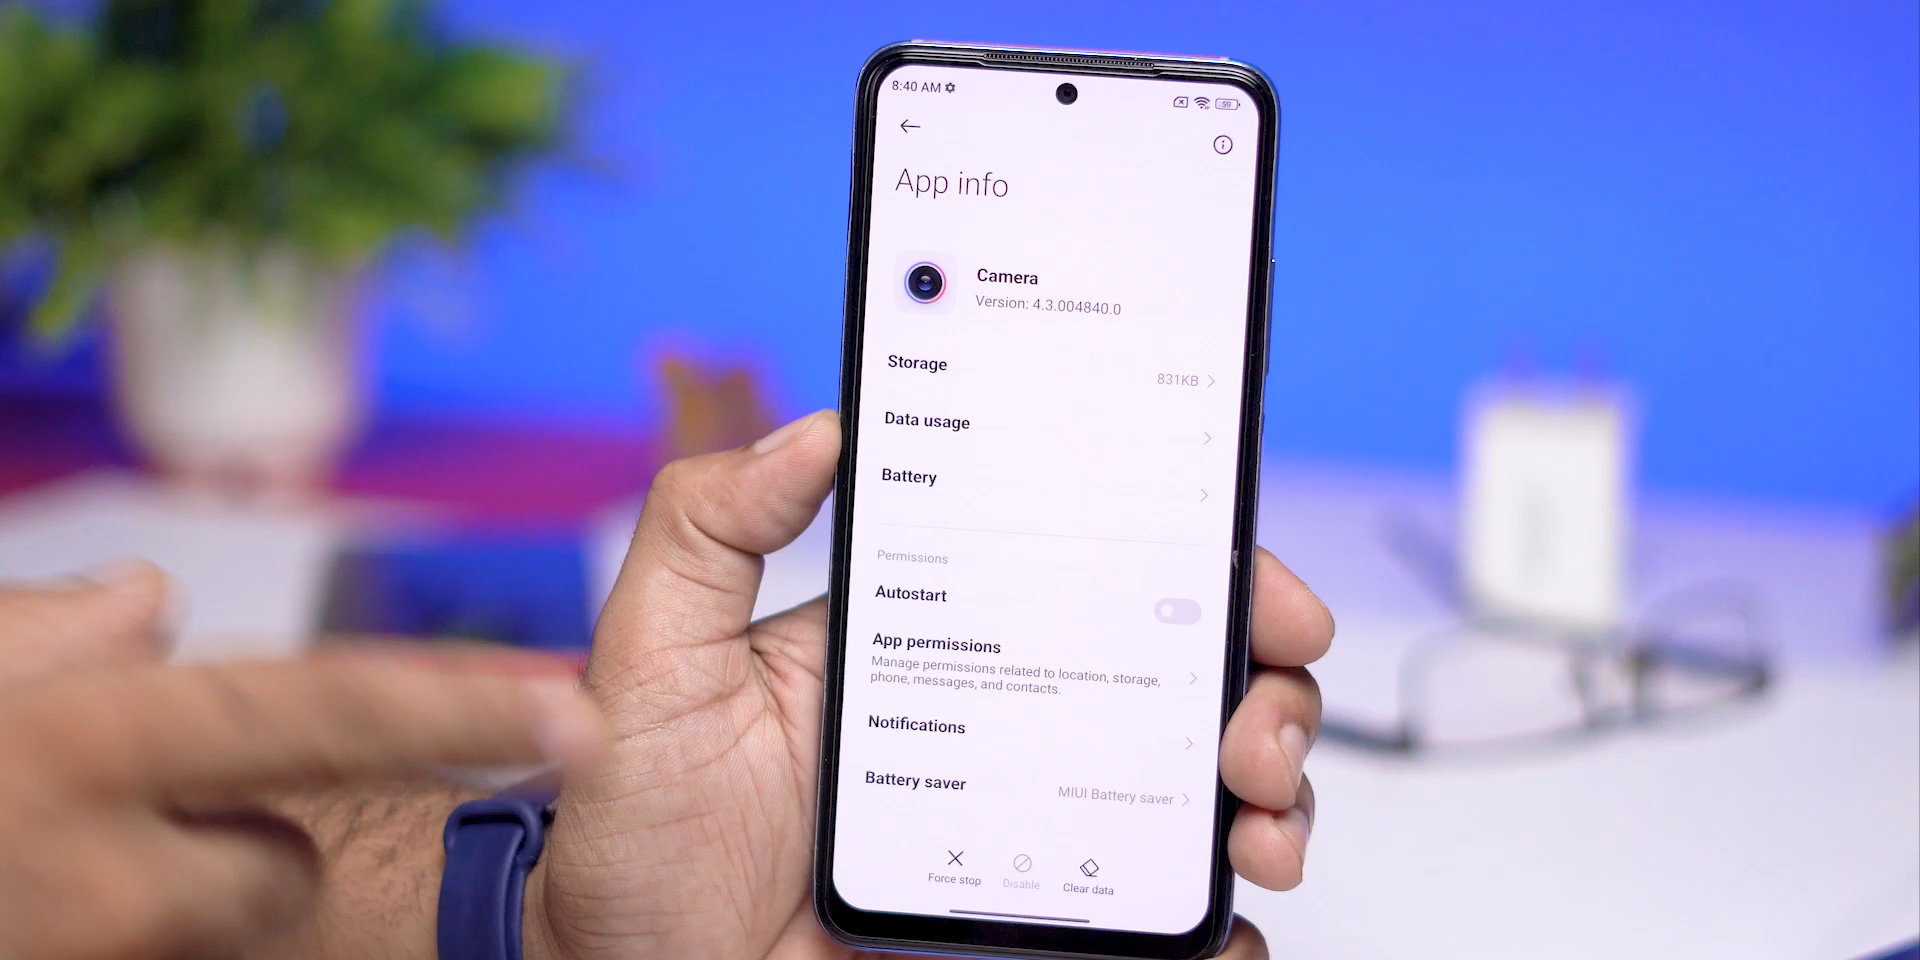 8:40 AM
59
App info
Camera
Version: 4.3.004840.0
Storage
831KB
Data usage
Battery
Permissions
Autostart
App permissions
Manage permissions related to location, storage,
phone, messages, and contacts.
Notifications
Battery saver
MIUI Battery saver
Force stop
Disable
Clear data